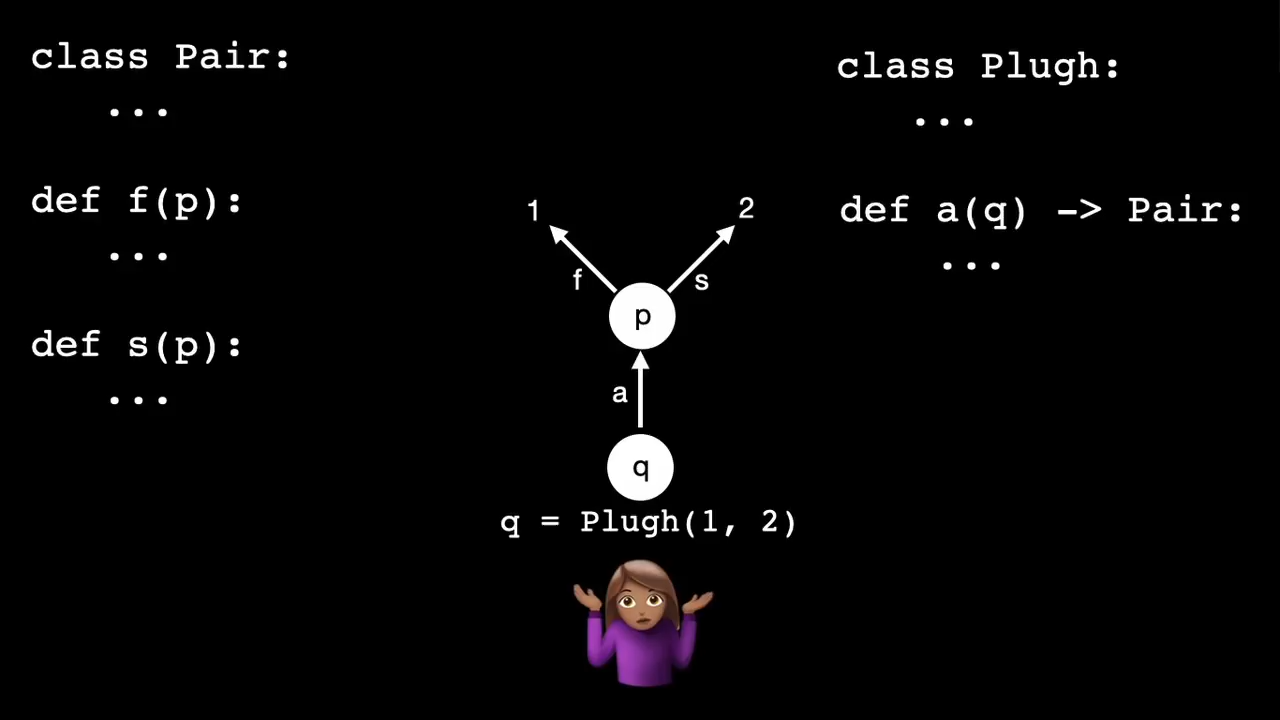 class Pair:
...
def f(p):
...
def s(p):
...
1
2
f
s
p
a
q
q = Plugh(1, 2)
class Plugh:
...
def a(q) -> Pair:
...